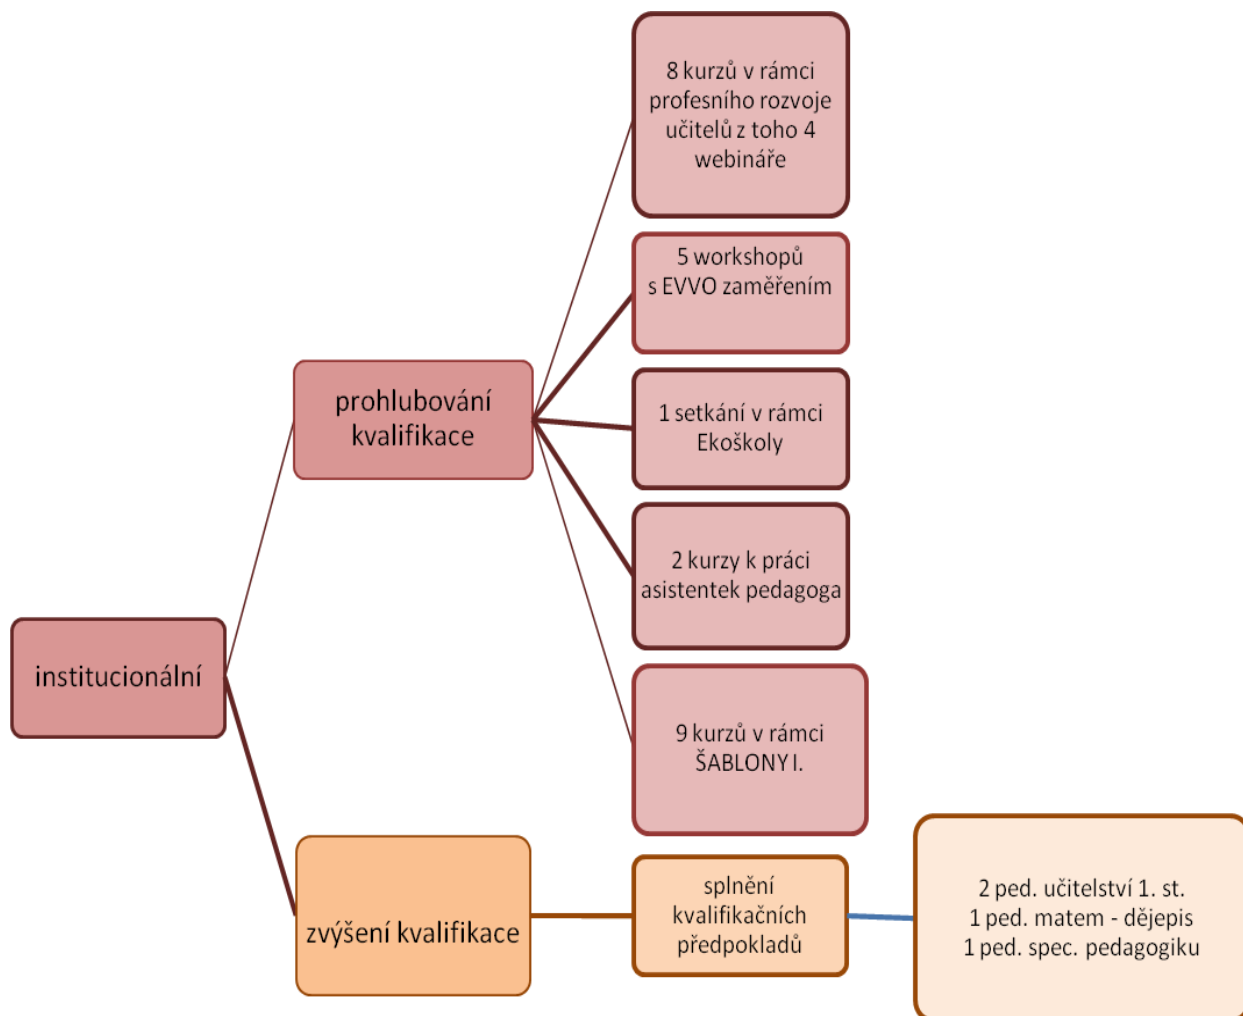 institucionální
prohlubování
kvalifikace
8 kurzů v rámci
profesního rozvoje
učitelů z toho 4
webináře
5 workshopů
s EVVO zaměřením
1 setkání v rámci
Ekoškoly
2 kurzy k práci
asistentek pedagoga
9 kurzů v rámci
ŠABLONY I.
zvýšení kvalifikace
splnění
kvalifikačních
předpokladů
2 ped. učitelství 1. st.
1 ped. matem - dějepis
1 ped. spec. pedagogiku